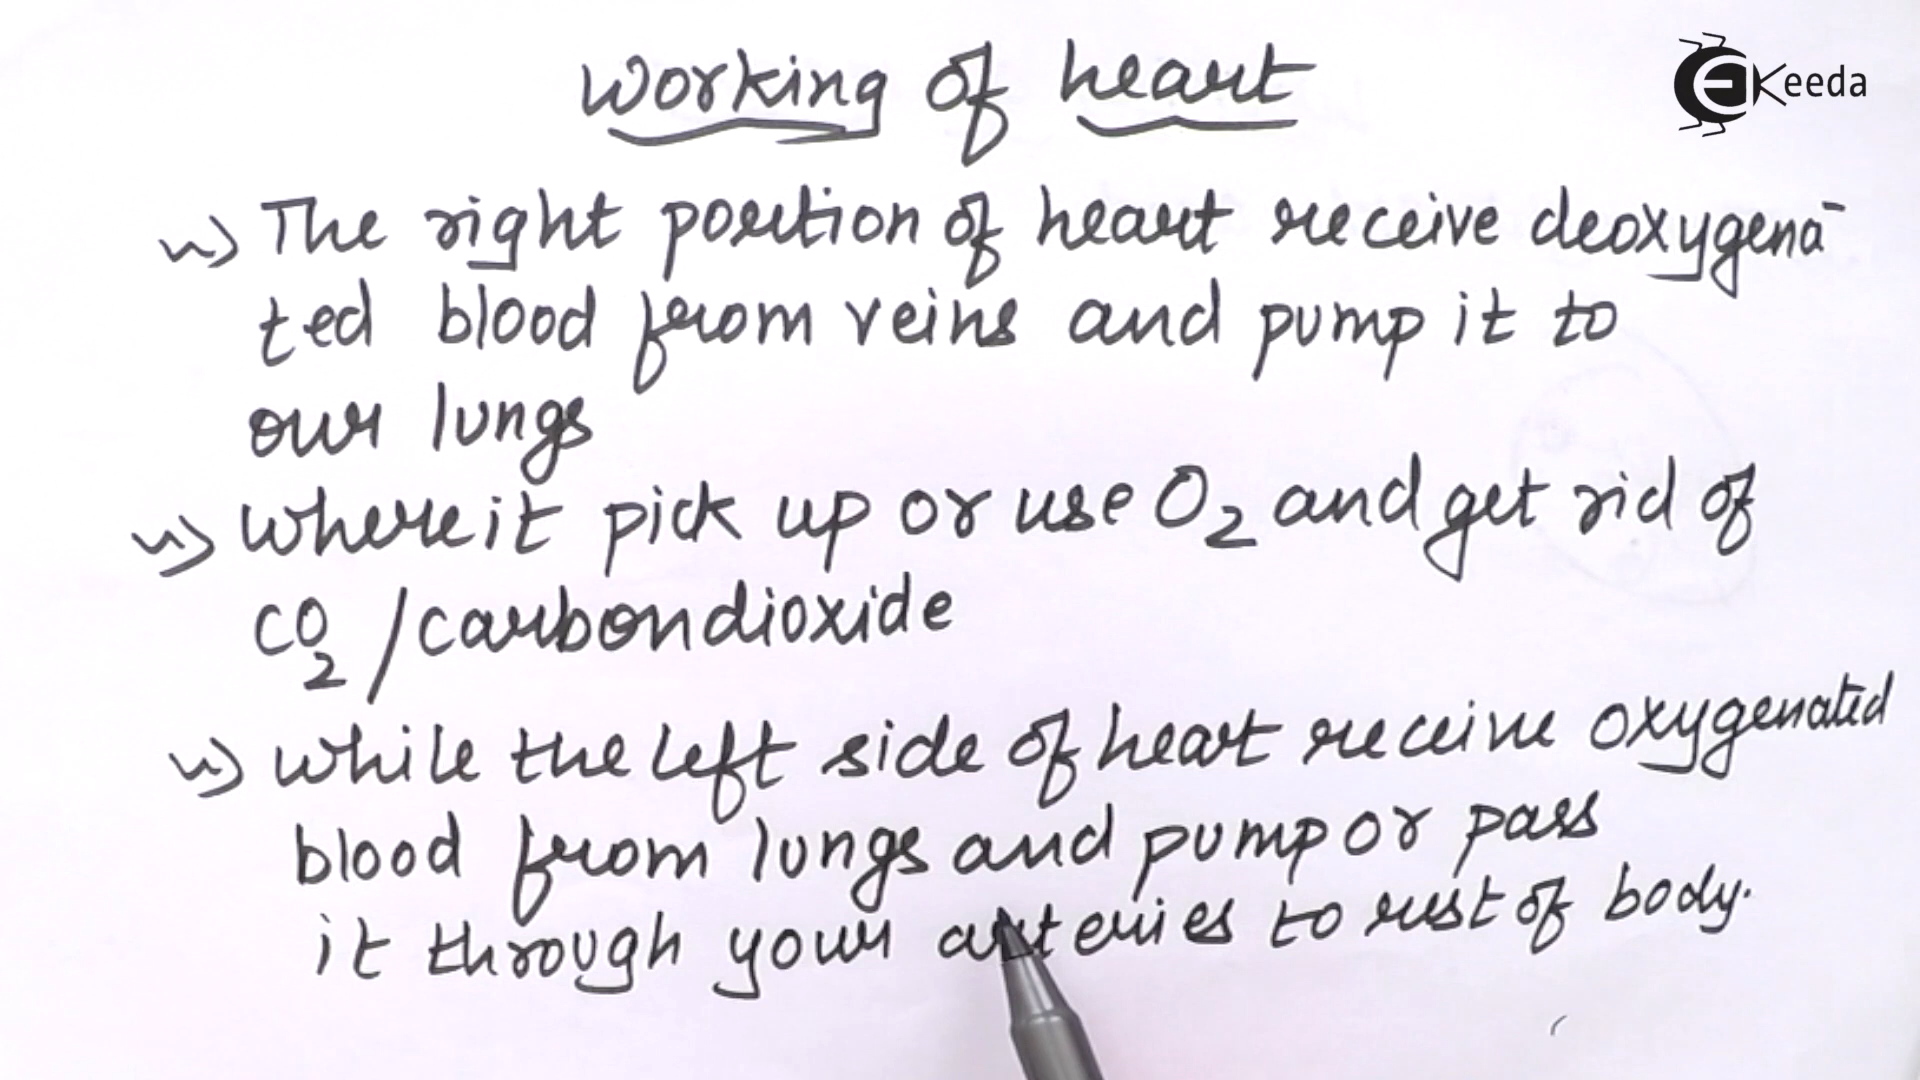 Working of heart
EKeeda
The right portion of heart receive deoxygena-
ted blood from veins and pump it to
our lungs
where it pick up or use O2 and get rid of
CO2 / carbondioxide
while the left side of heart receive oxygenated
blood from lungs and pump or pass
it through your arteries to rest of body.